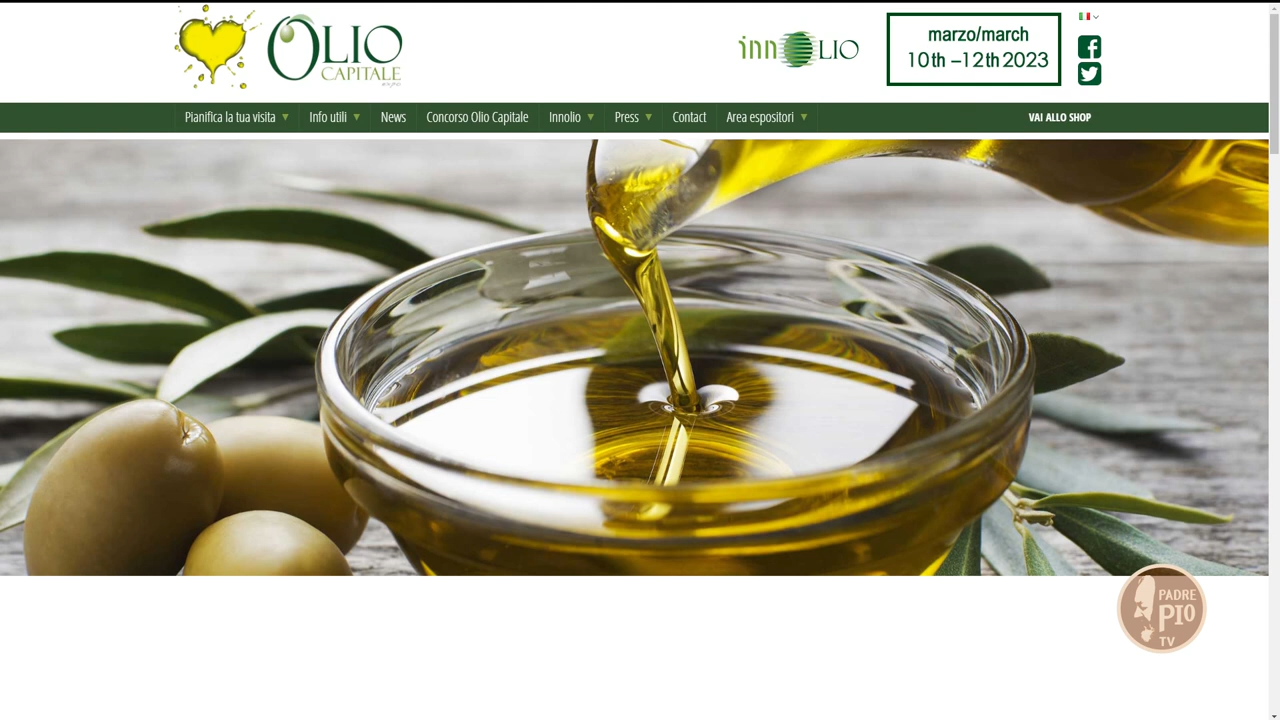 OLIO
CAPITALE
innOLIO
marzo/march
10th –12th 2023
Pianifica la tua visita
Info utili
News
Concorso Olio Capitale
Innolio
Press
Contact
Area espositori
VAI ALLO SHOP
PADRE
PIO
TV